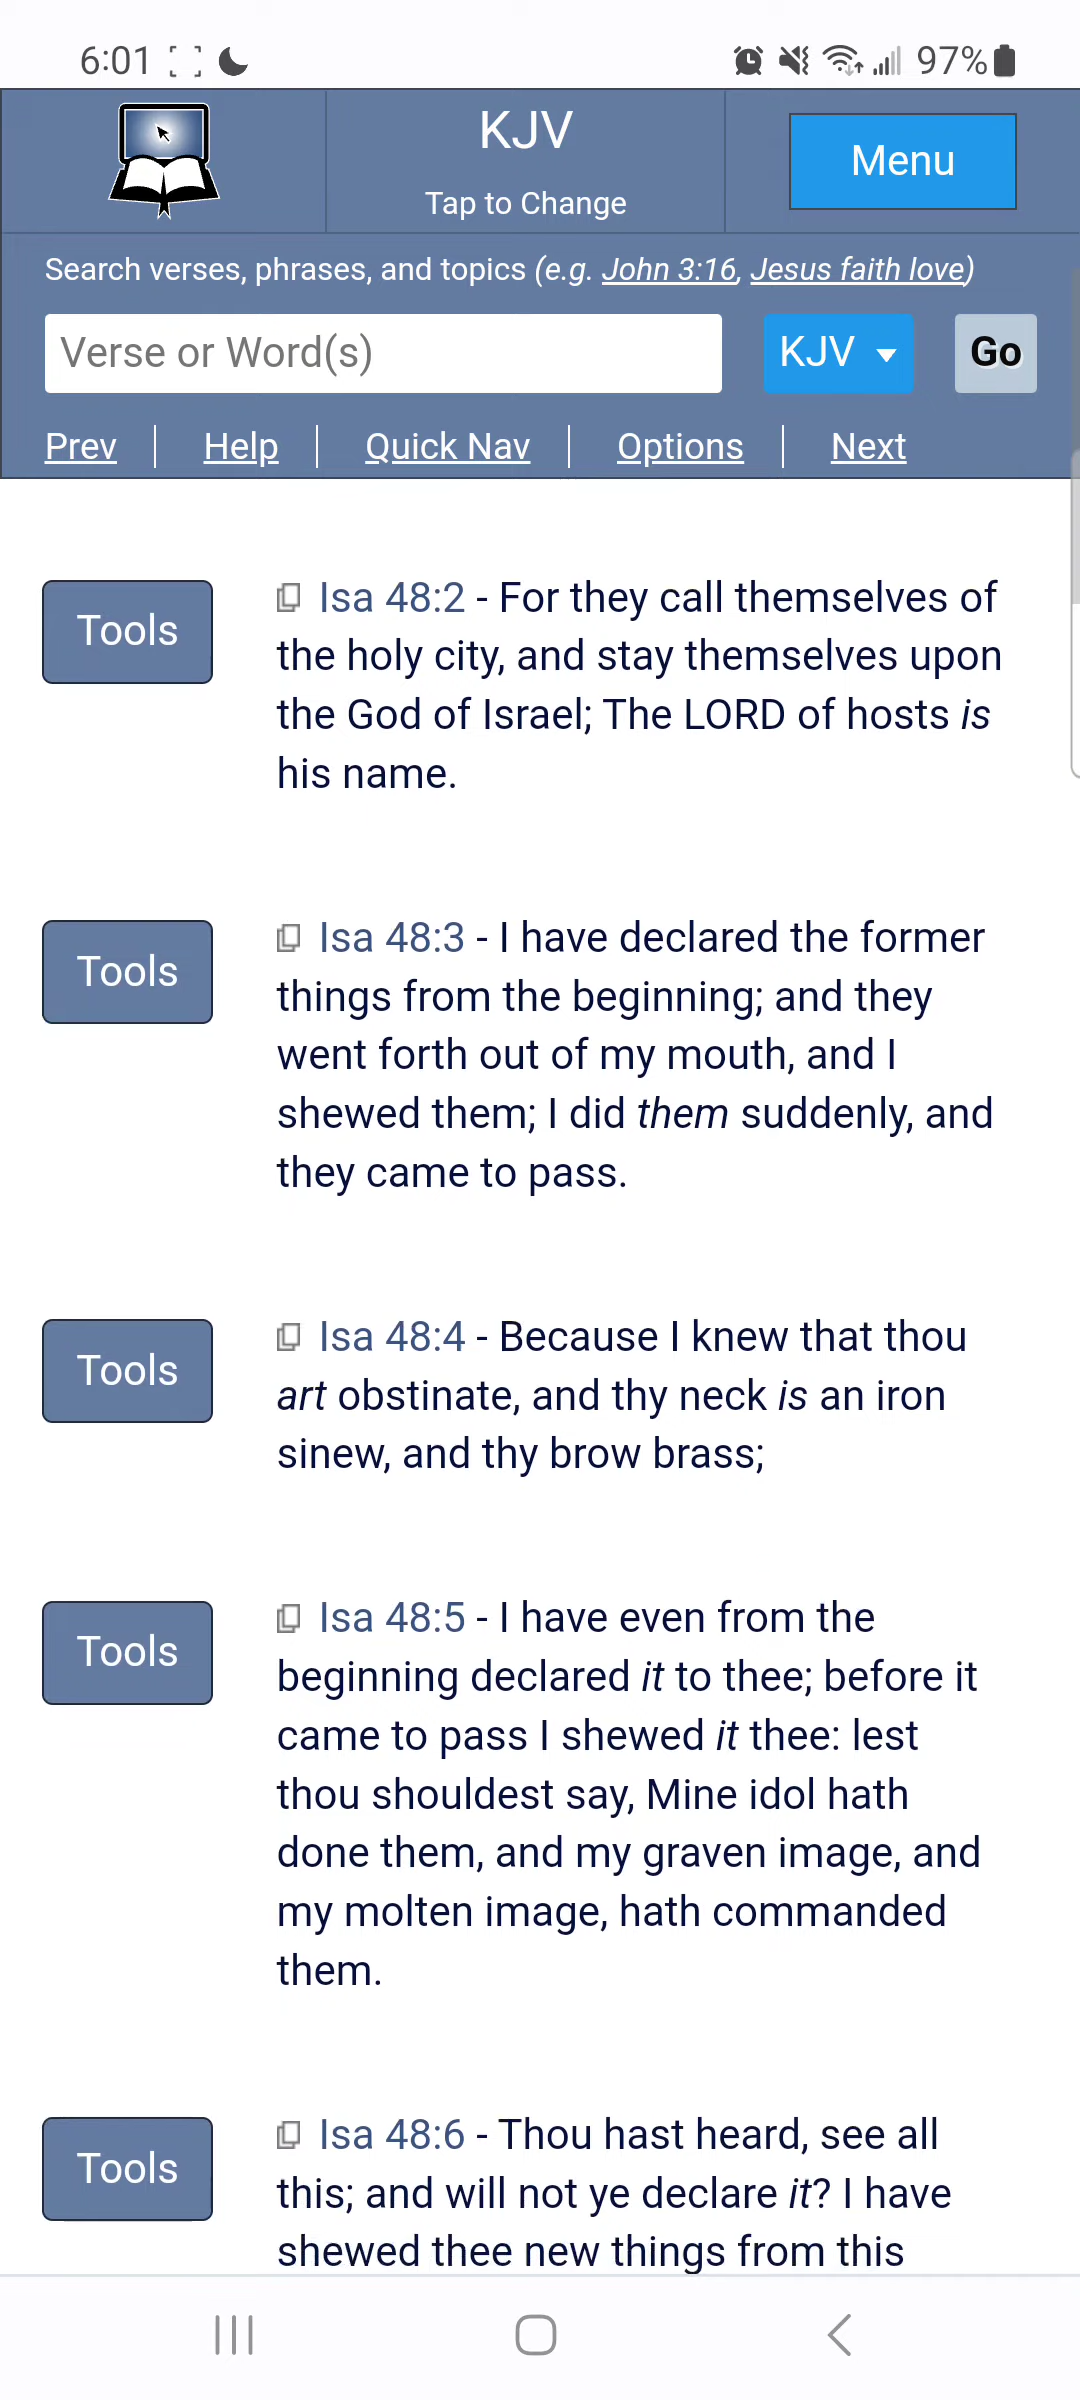 6:01
97%
KJV
Tap to Change
Menu
Search verses, phrases, and topics (e.g. John 3:16, Jesus faith love)
Verse or Word(s)
KJV
Go
Prev
Help
Quick Nav
Options
Next
Tools
Isa 48:2 - For they call themselves of
the holy city, and stay themselves upon
the God of Israel; The LORD of hosts is
his name.
Tools
Isa 48:3 - I have declared the former
things from the beginning; and they
went forth out of my mouth, and I
shewed them; I did them suddenly, and
they came to pass.
Tools
Isa 48:4 - Because I knew that thou
art obstinate, and thy neck is an iron
sinew, and thy brow brass;
Tools
Isa 48:5 - I have even from the
beginning declared it to thee; before it
came to pass I shewed it thee: lest
thou shouldest say, Mine idol hath
done them, and my graven image, and
my molten image, hath commanded
them.
Tools
Isa 48:6 - Thou hast heard, see all
this; and will not ye declare it? I have
shewed thee new things from this